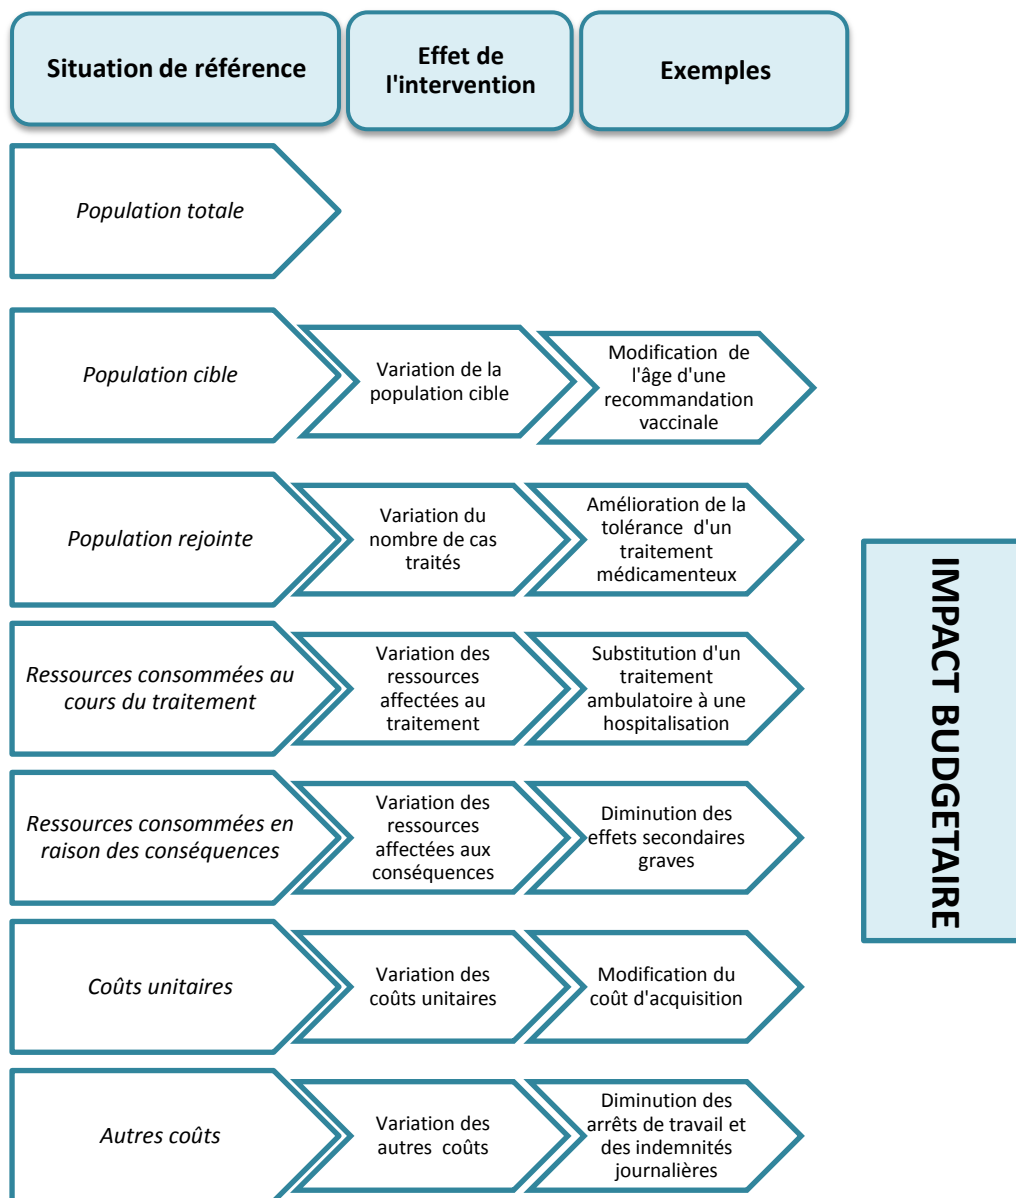 Situation de référence
Effet de
l'intervention
Exemples
Population totale
Population cible
Variation de la
population cible
Modification de
l'âge d'une
recommandation
vaccinale
Population rejointe
Variation du
nombre de cas
traités
Amélioration de la
tolérance d'un
traitement
médicamenteux
Ressources consommées au
cours du traitement
Variation des
ressources
affectées au
traitement
Substitution d'un
traitement
ambulatoire à une
hospitalisation
Ressources consommées en
raison des conséquences
Variation des
ressources
affectées aux
conséquences
Diminution des
effets secondaires
graves
Coûts unitaires
Variation des
coûts unitaires
Modification du
coût d'acquisition
Autres coûts
Variation des
autres coûts
Diminution des
arrêts de travail et
des indemnités
journalières
IMPACT BUDGETAIRE